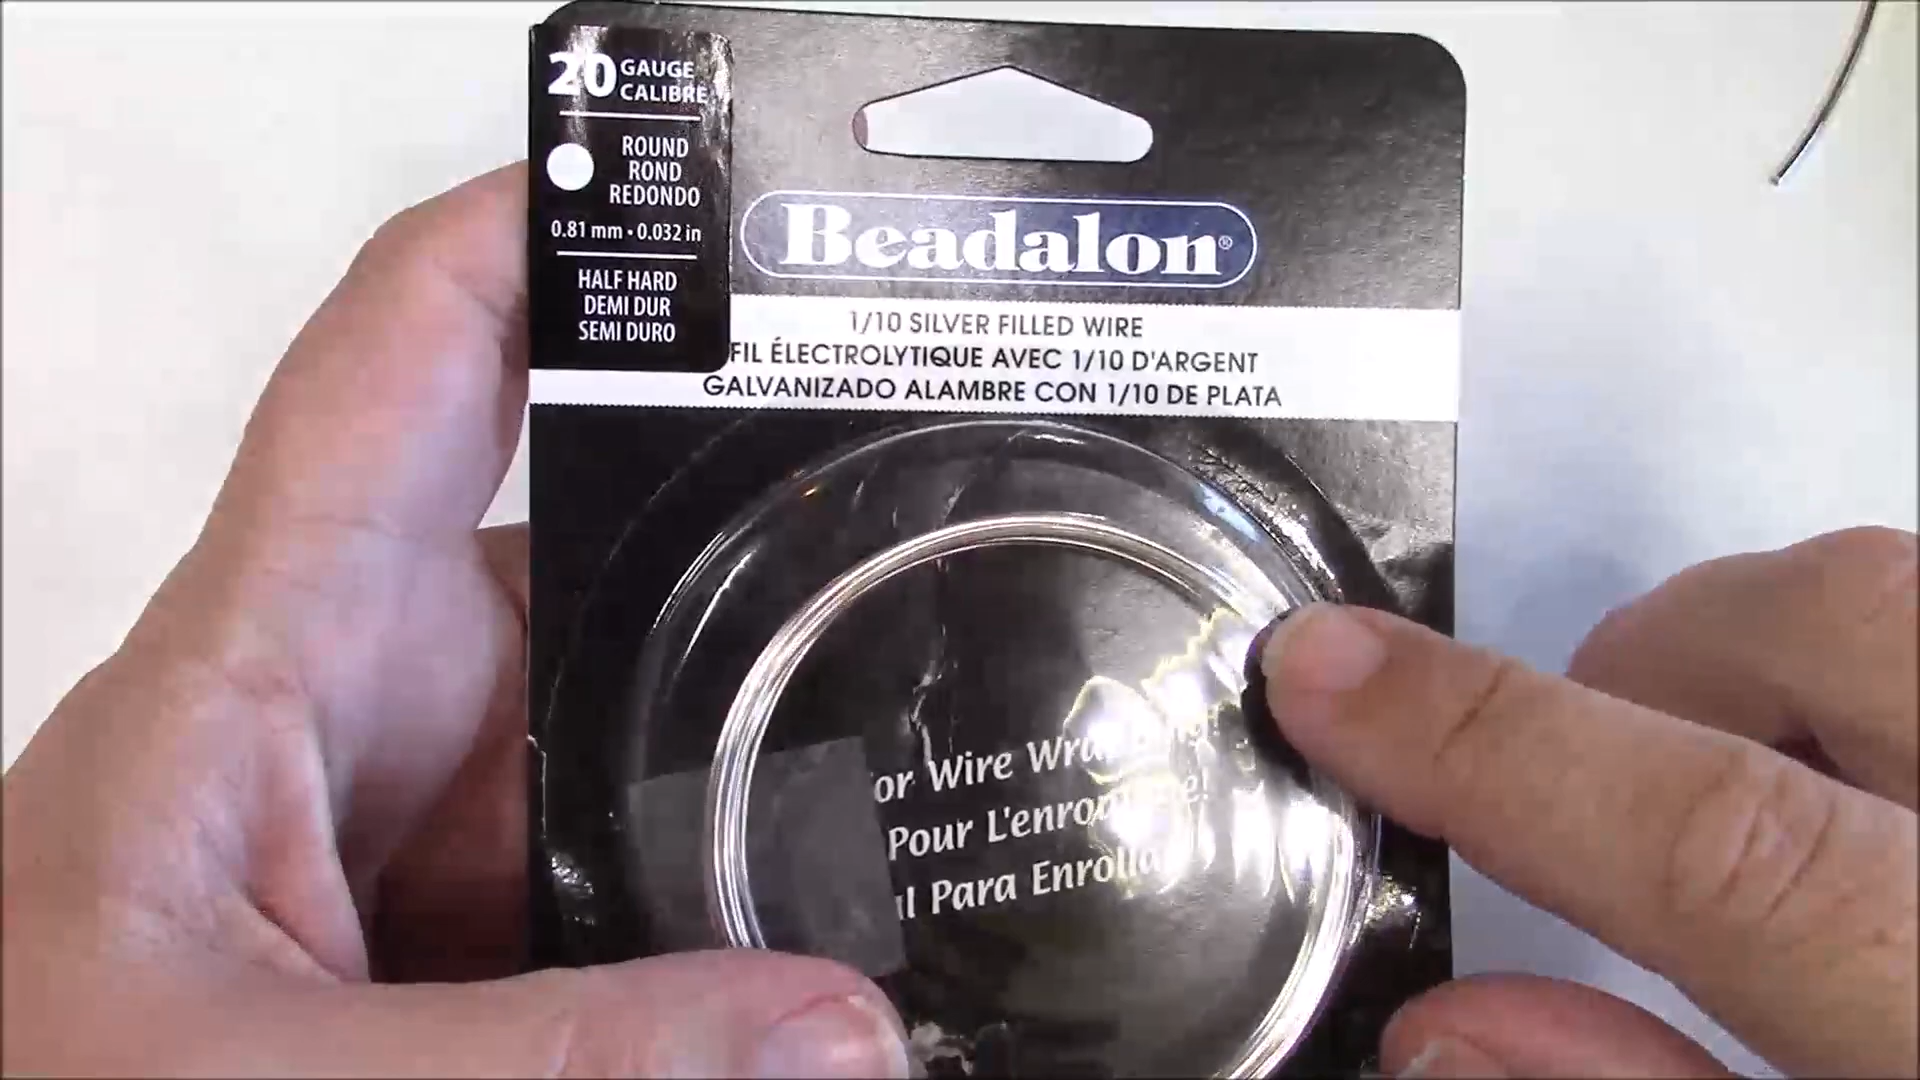 20 GAUGE
CALIBRE
ROUND
ROND
REDONDO
0.81 mm • 0.032 in
HALF HARD
DEMI DUR
SEMI DURO
Beadalon®
1/10 SILVER FILLED WIRE
FIL ÉLECTROLYTIQUE AVEC 1/10 D'ARGENT
GALVANIZADO ALAMBRE CON 1/10 DE PLATA
Wire
Pour
Para